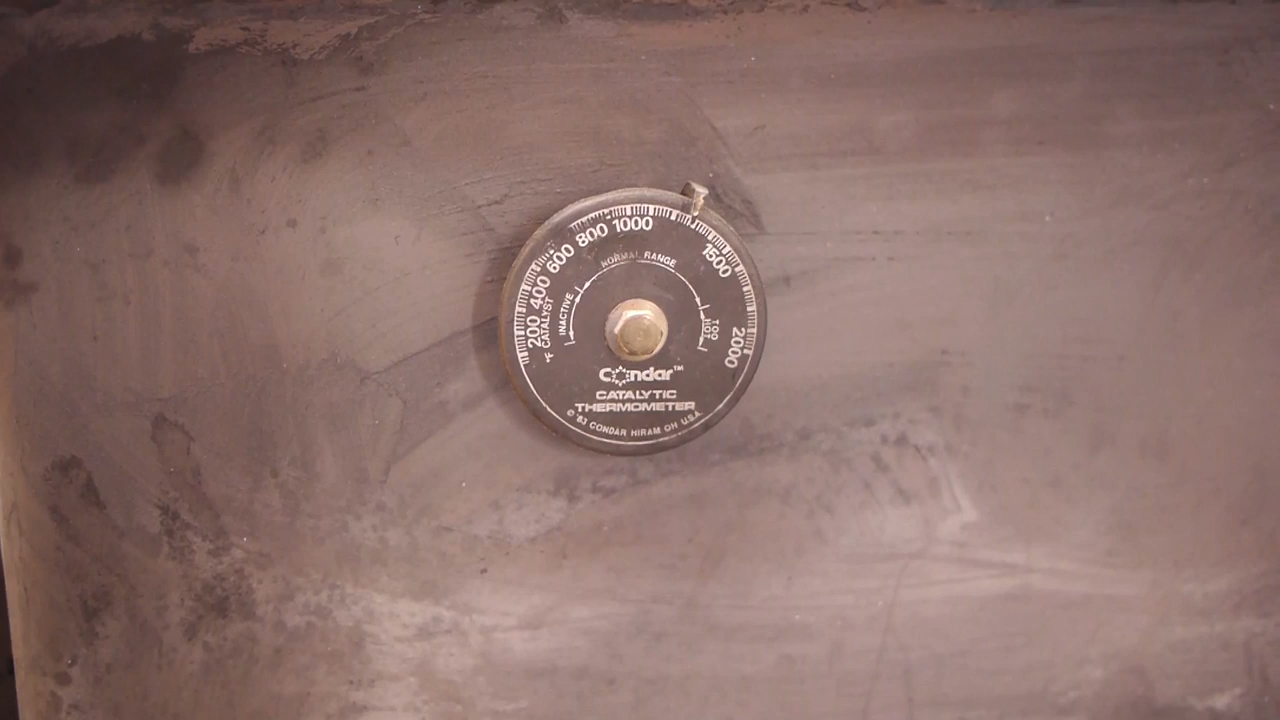 200 400 600 800 1000 1500 2000
°F CATALYST
INACTIVE
NORMAL RANGE
TOO
HOT
Condar™
CATALYTIC
THERMOMETER
© '83 CONDAR HIRAM OH U.S.A.